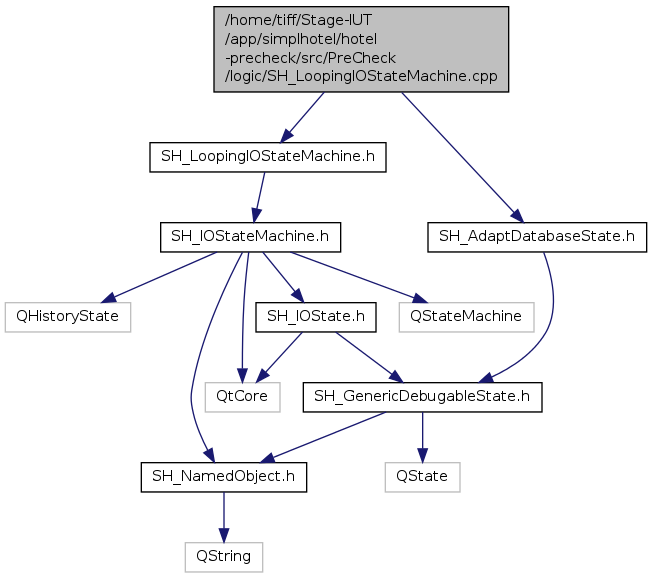 /home/tiff/Stage-IUT
/app/simplhotel/hotel
-precheck/src/PreCheck
/logic/SH_LoopingIOStateMachine.cpp
SH_LoopingIOStateMachine.h
SH_IOStateMachine.h
SH_AdaptDatabaseState.h
QHistoryState
SH_IOState.h
QStateMachine
QtCore
SH_GenericDebugableState.h
SH_NamedObject.h
QState
QString